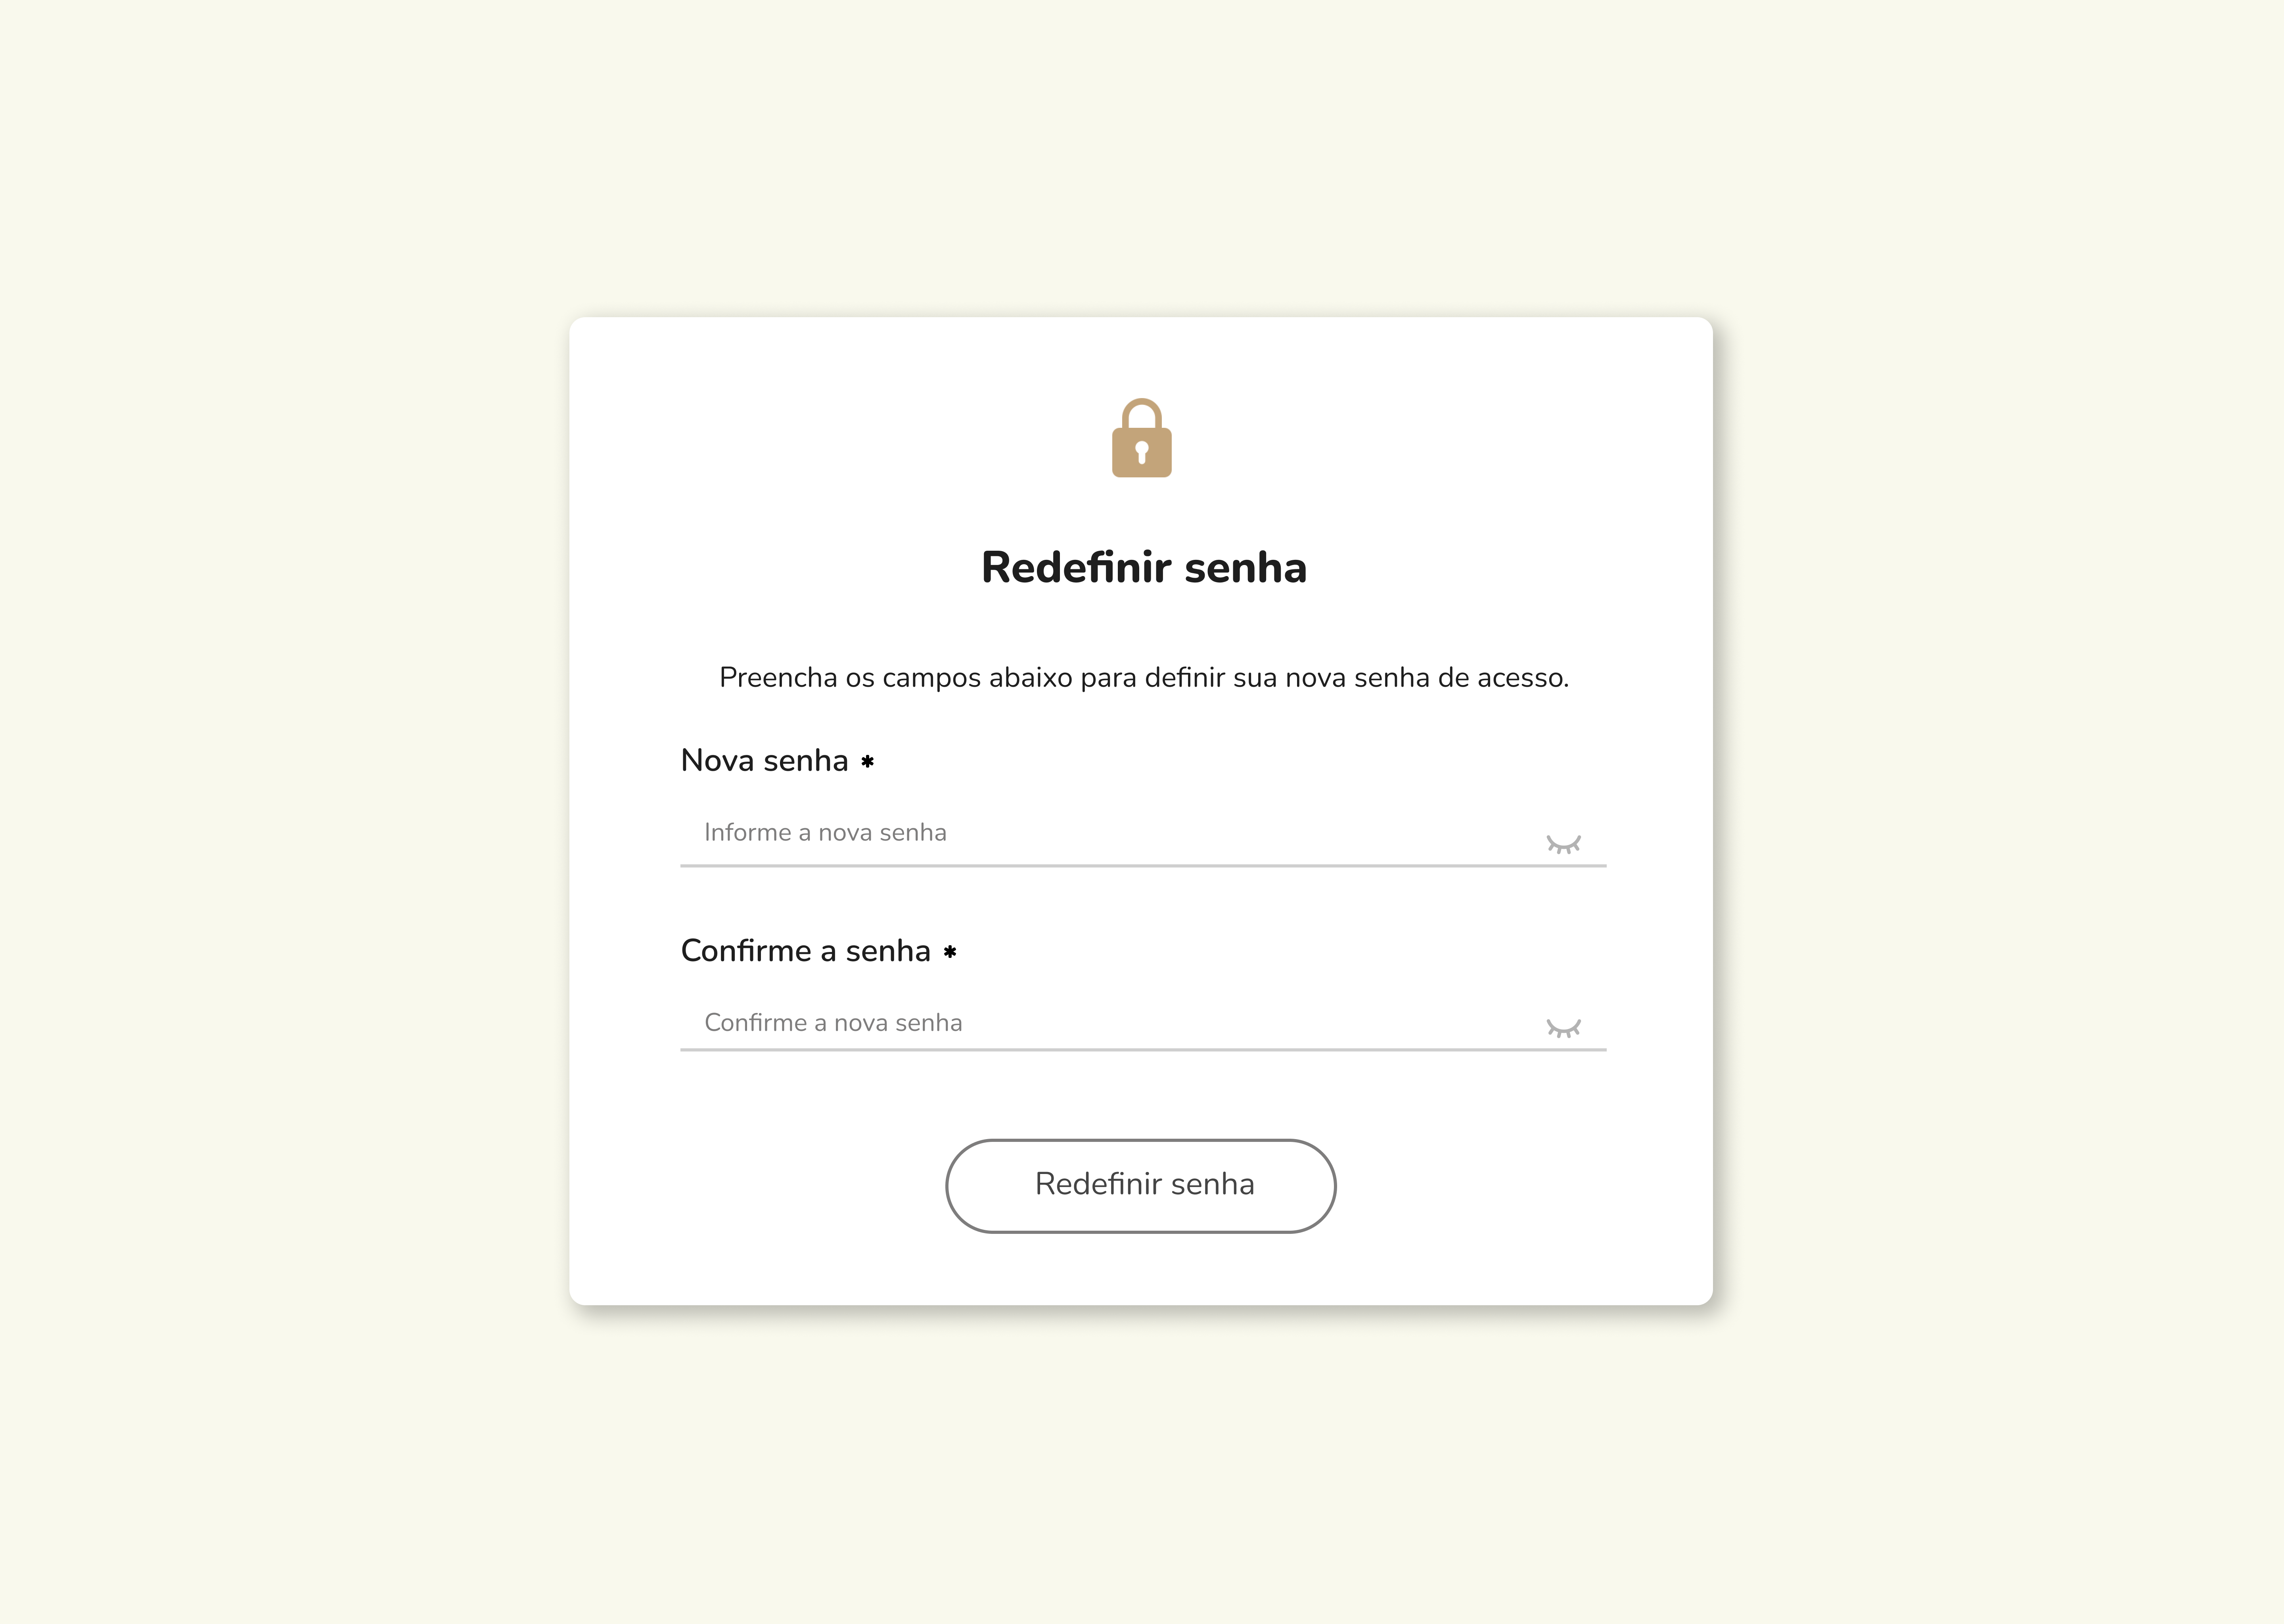 Redefinir senha
Preencha os campos abaixo para definir sua nova senha de acesso.
Nova senha *
Informe a nova senha
Confirme a senha *
Confirme a nova senha
Redefinir senha